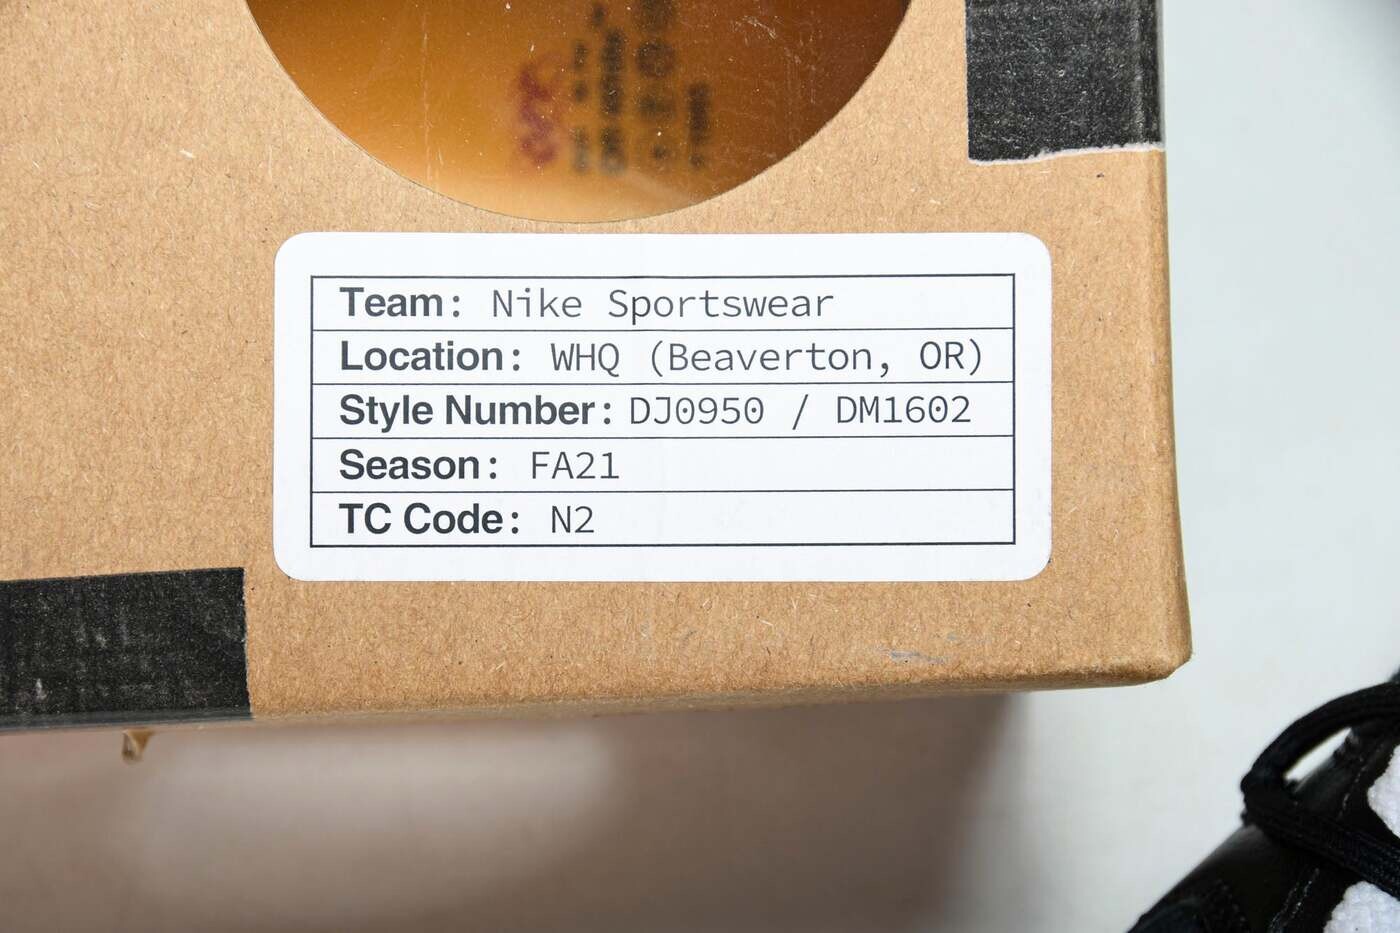 Team: Nike Sportswear
Location: WHQ (Beaverton, OR)
Style Number: DJ0950 / DM1602
Season: FA21
TC Code: N2